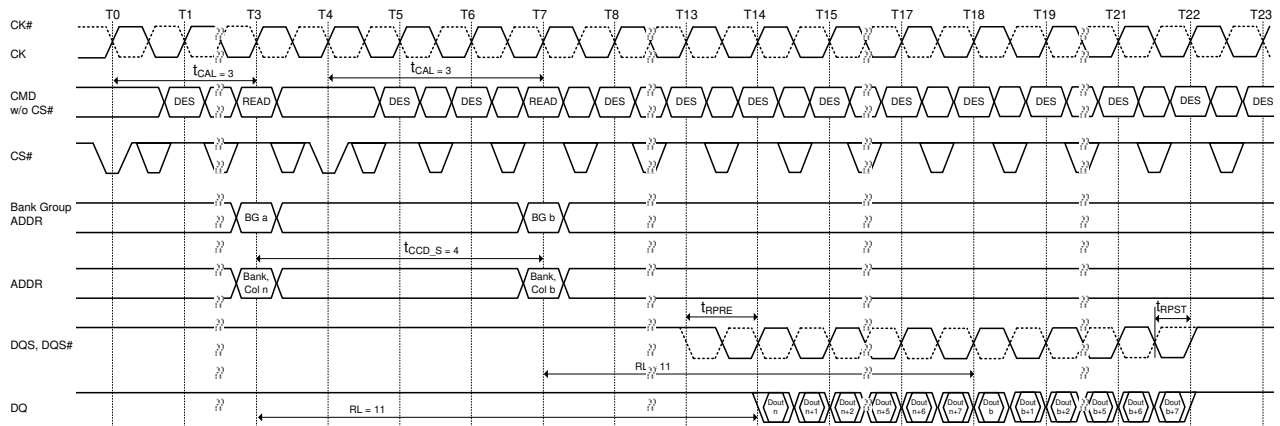 T0 T1 T3 T4 T5 T6 T7 T8 T13 T14 T15 T17 T18 T19 T21 T22 T23
CK#
CK
tCAL = 3 tCAL = 3
CMD w/o CS# DES READ DES DES READ DES DES DES DES DES DES DES DES DES DES
CS#
Bank Group ADDR BG a BG b
tCCD_S = 4
ADDR Bank, Col n Bank, Col b
tRPRE tRPST
DQS, DQS#
RL = 11
DQ RL = 11 Dout n Dout n+1 Dout n+2 Dout n+5 Dout n+6 Dout n+7 Dout b Dout b+1 Dout b+2 Dout b+5 Dout b+6 Dout b+7